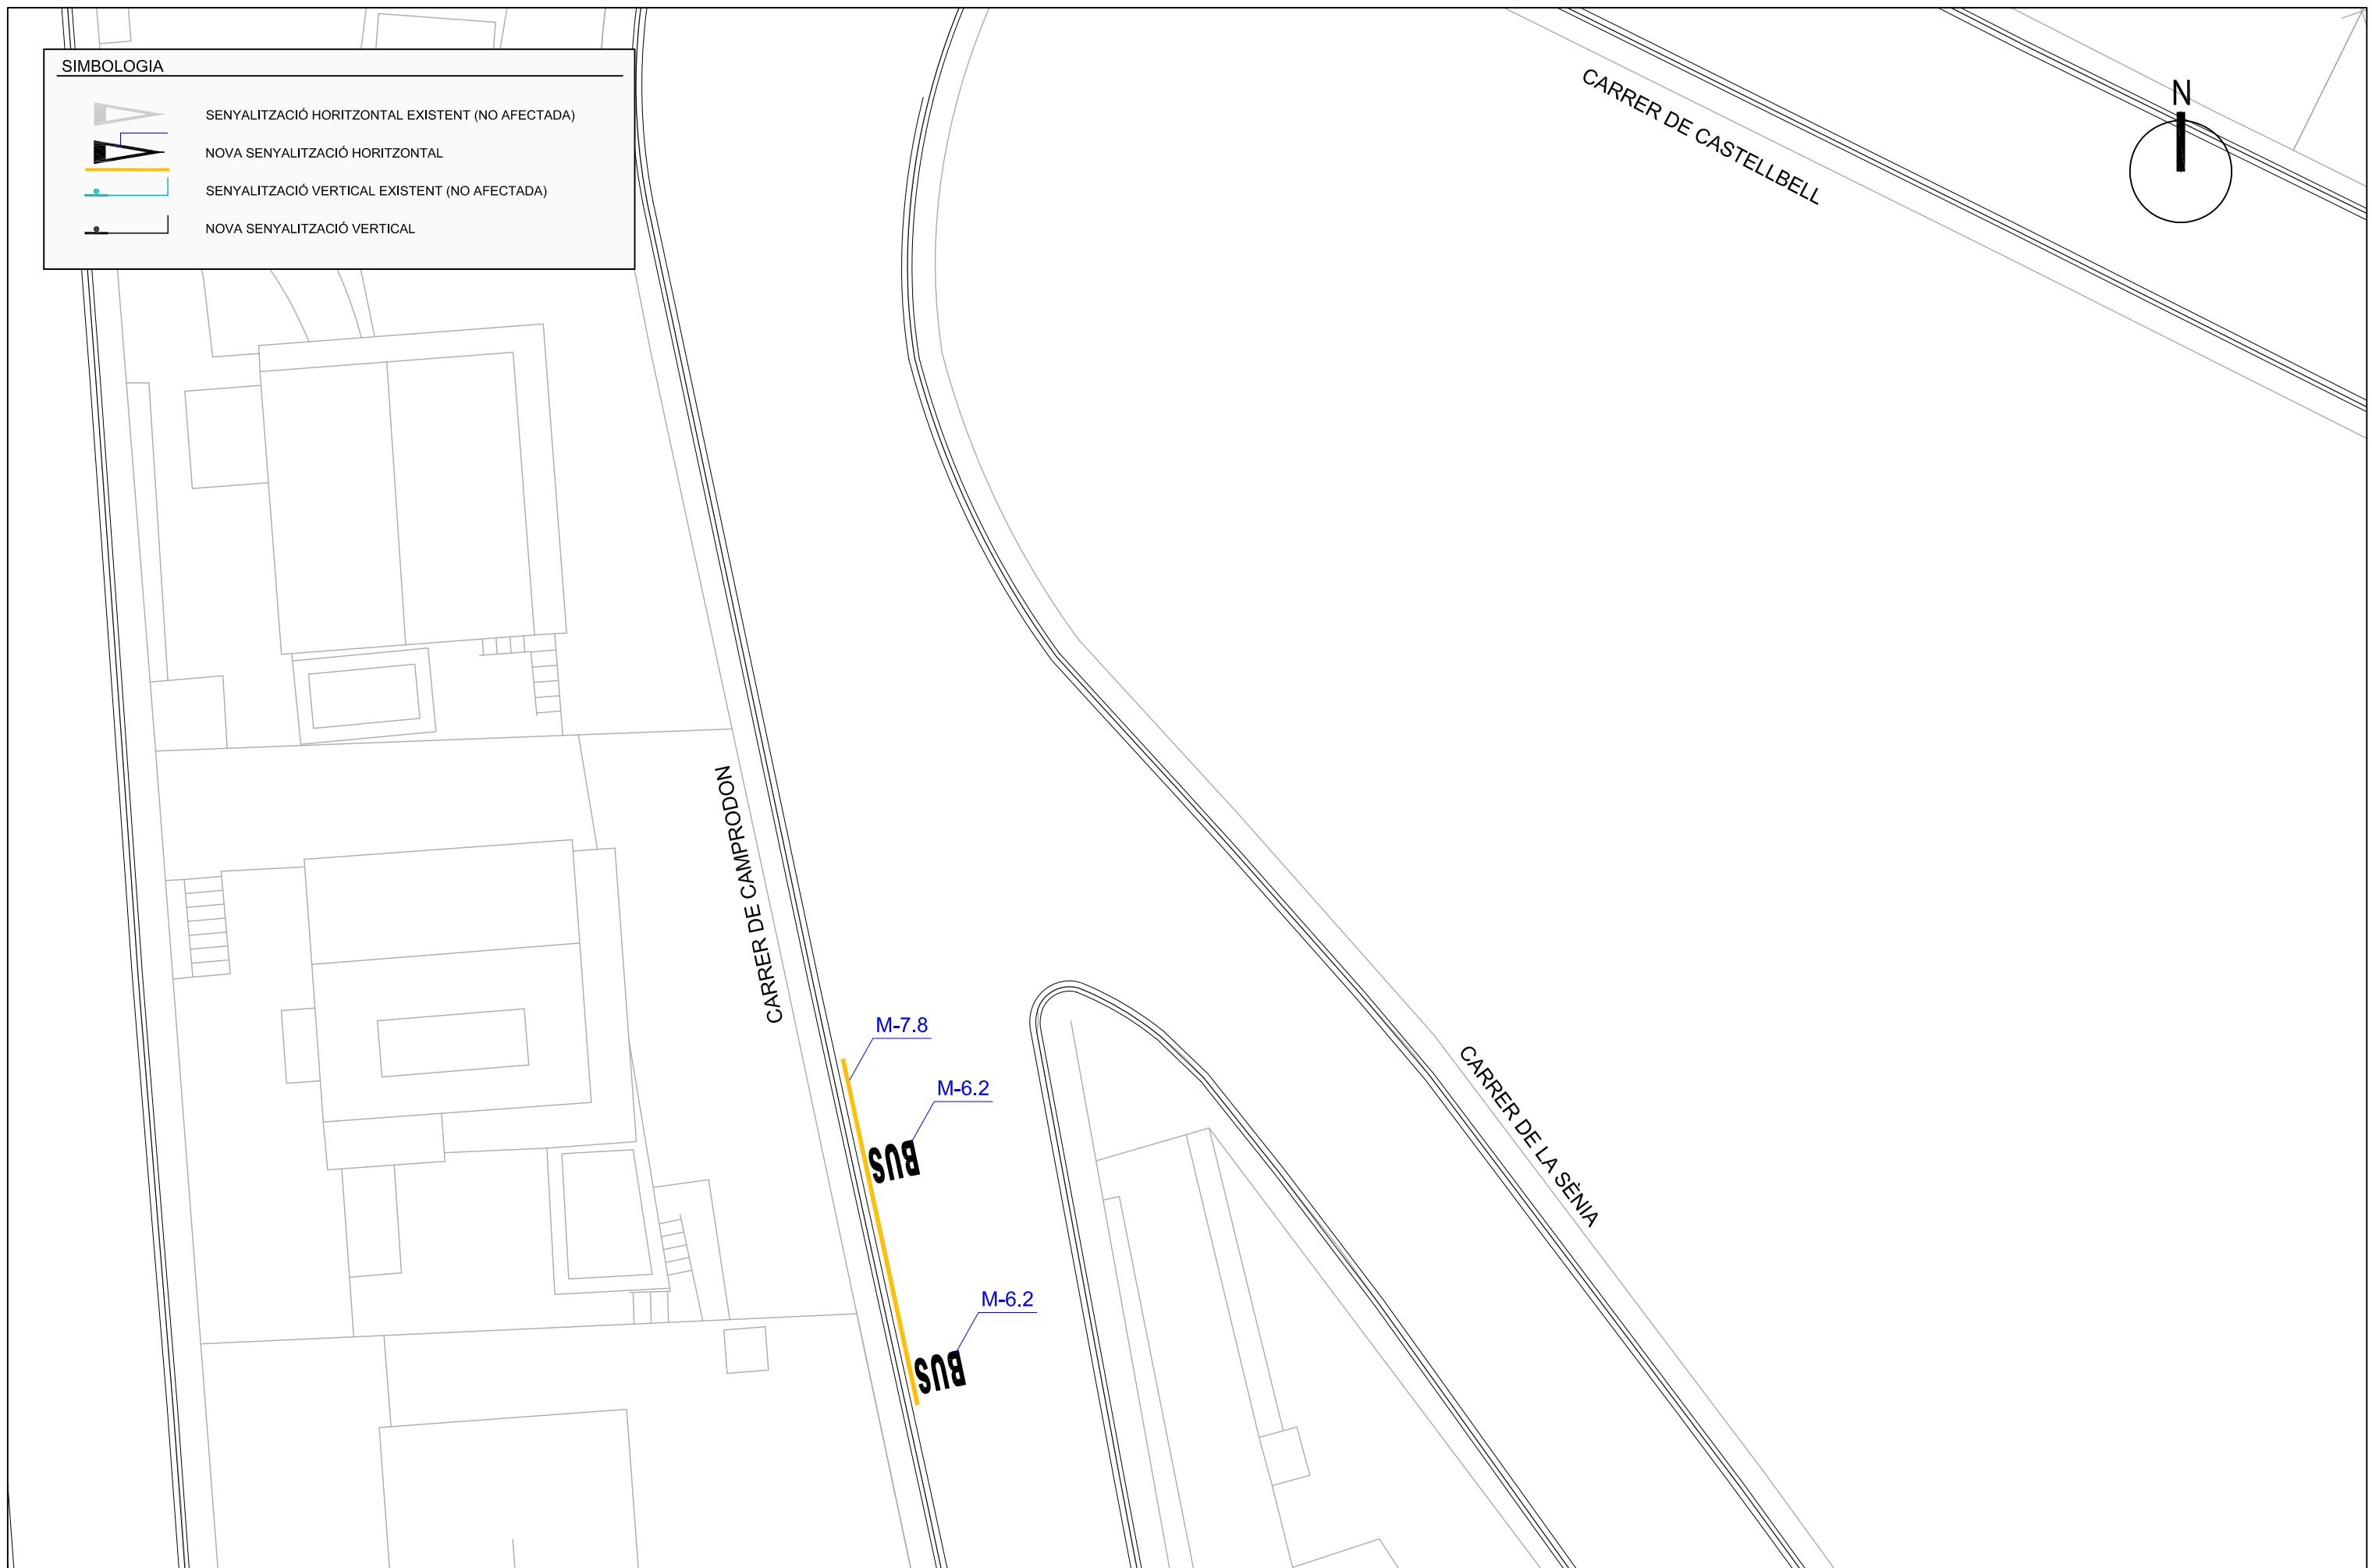 SIMBOLOGIA
SENYALITZACIÓ HORITZONTAL EXISTENT (NO AFECTADA)
NOVA SENYALITZACIÓ HORITZONTAL
SENYALITZACIÓ VERTICAL EXISTENT (NO AFECTADA)
NOVA SENYALITZACIÓ VERTICAL
CARRER DE CASTELLBELL
N
CARRER DE CAMPRODON
M-7.8
M-6.2
BUS
CARRER DE LA SÈNIA
M-6.2
BUS